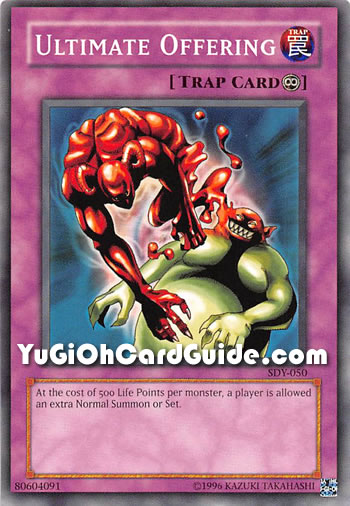 ULTIMATE OFFERING
TRAP
罠
[TRAP CARD∞]
YuGiOhCardGuide.com
SDY-050
At the cost of 500 Life Points per monster, a player is allowed
an extra Normal Summon or Set.
80604091
©1996 KAZUKI TAKAHASHI